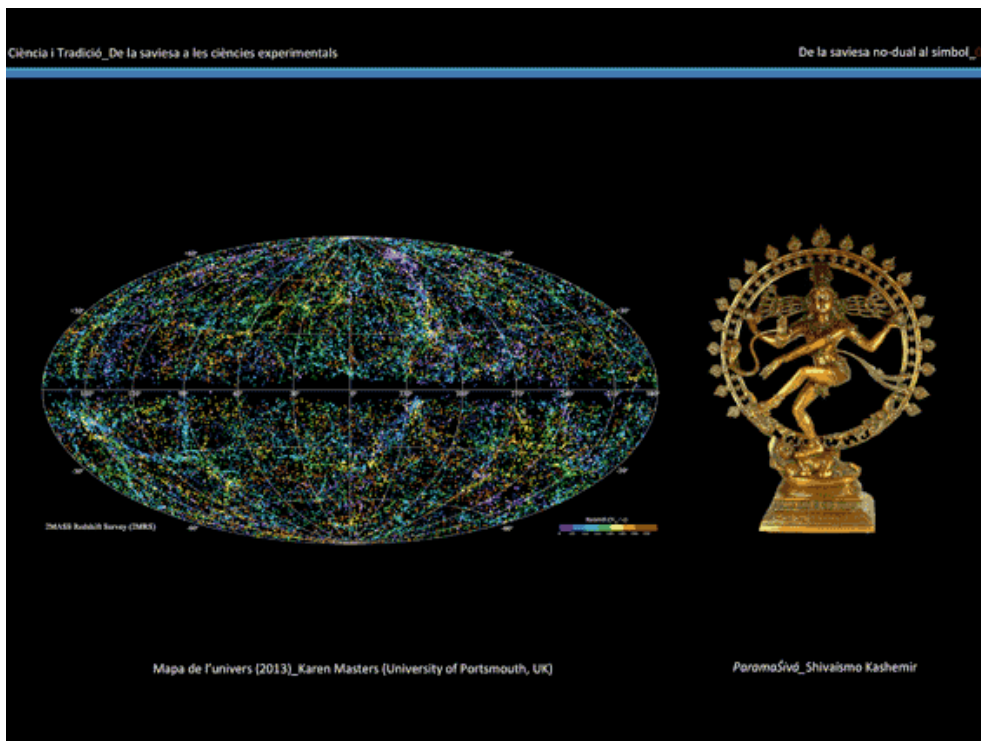 Ciència i Tradició_De la saviesa a les ciències experimentals
De la saviesa no-dual al símbol_
2MASS Redshift Survey (2MRS)
Mapa de l'univers (2013)_Karen Masters (University of Portsmouth, UK)
ParamaŚivá_Shivaismo Kashemir